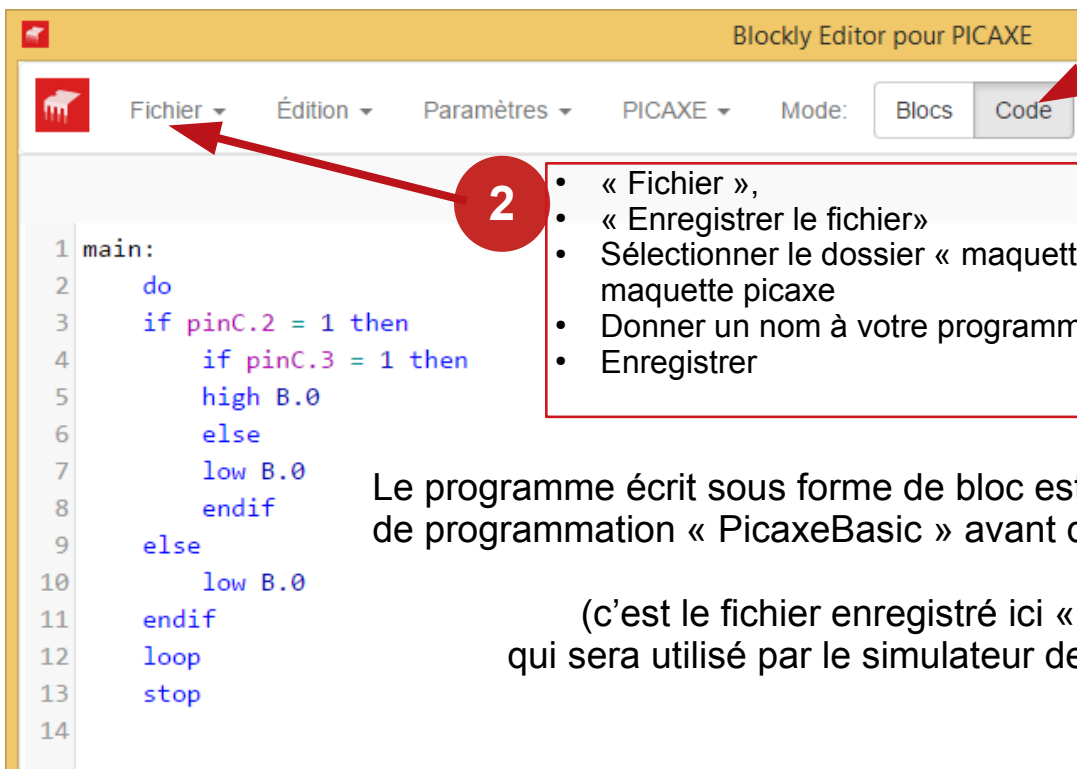 Blockly Editor pour PICAXE
Fichier Édition Paramètres PICAXE Mode: Blocs Code
2
• « Fichier »,
• « Enregistrer le fichier»
• Sélectionner le dossier « maquett
maquette picaxe
• Donner un nom à votre programm
• Enregistrer
1 main:
2 do
3 if pinC.2 = 1 then
4 if pinC.3 = 1 then
5 high B.0
6 else
7 low B.0
8 endif
9 else
10 low B.0
11 endif
12 loop
13 stop
14
Le programme écrit sous forme de bloc est
de programmation « PicaxeBasic » avant
(c’est le fichier enregistré ici «
qui sera utilisé par le simulateur de